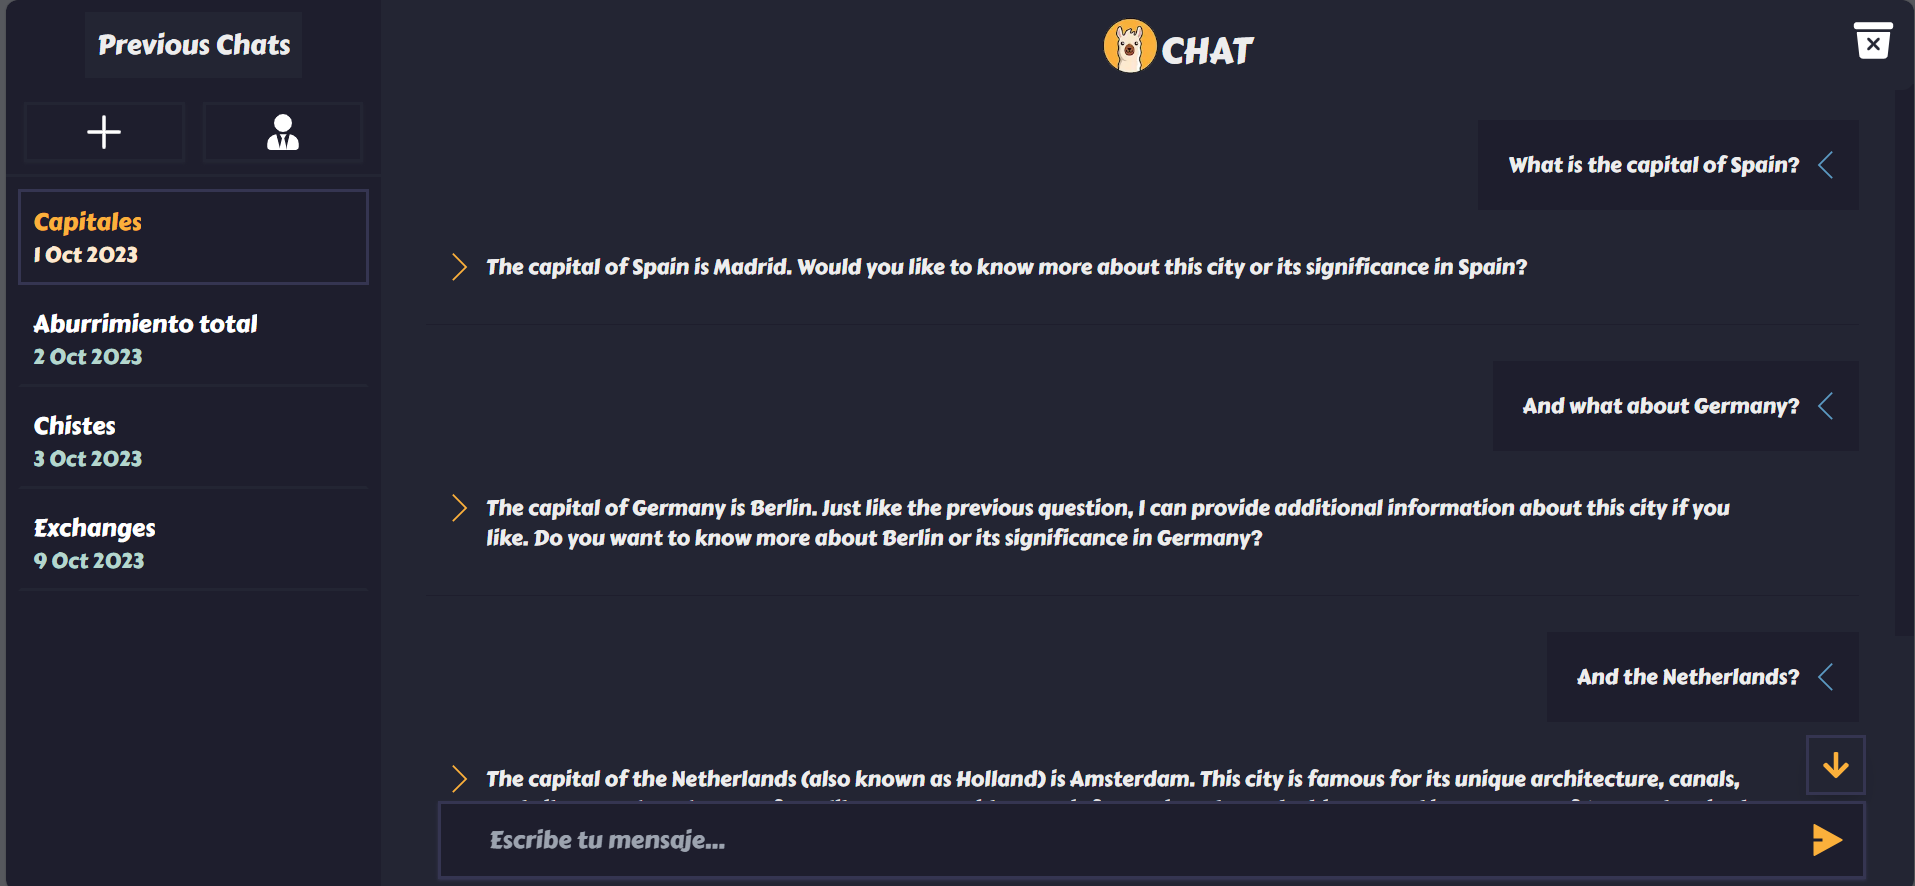 Previous Chats
Capitales
1 Oct 2023
Aburrimiento total
2 Oct 2023
Chistes
3 Oct 2023
Exchanges
9 Oct 2023
CHAT
What is the capital of Spain?
The capital of Spain is Madrid. Would you like to know more about this city or its significance in Spain?
And what about Germany?
The capital of Germany is Berlin. Just like the previous question, I can provide additional information about this city if you
like. Do you want to know more about Berlin or its significance in Germany?
And the Netherlands?
The capital of the Netherlands (also known as Holland) is Amsterdam. This city is famous for its unique architecture, canals,
Escribe tu mensaje...